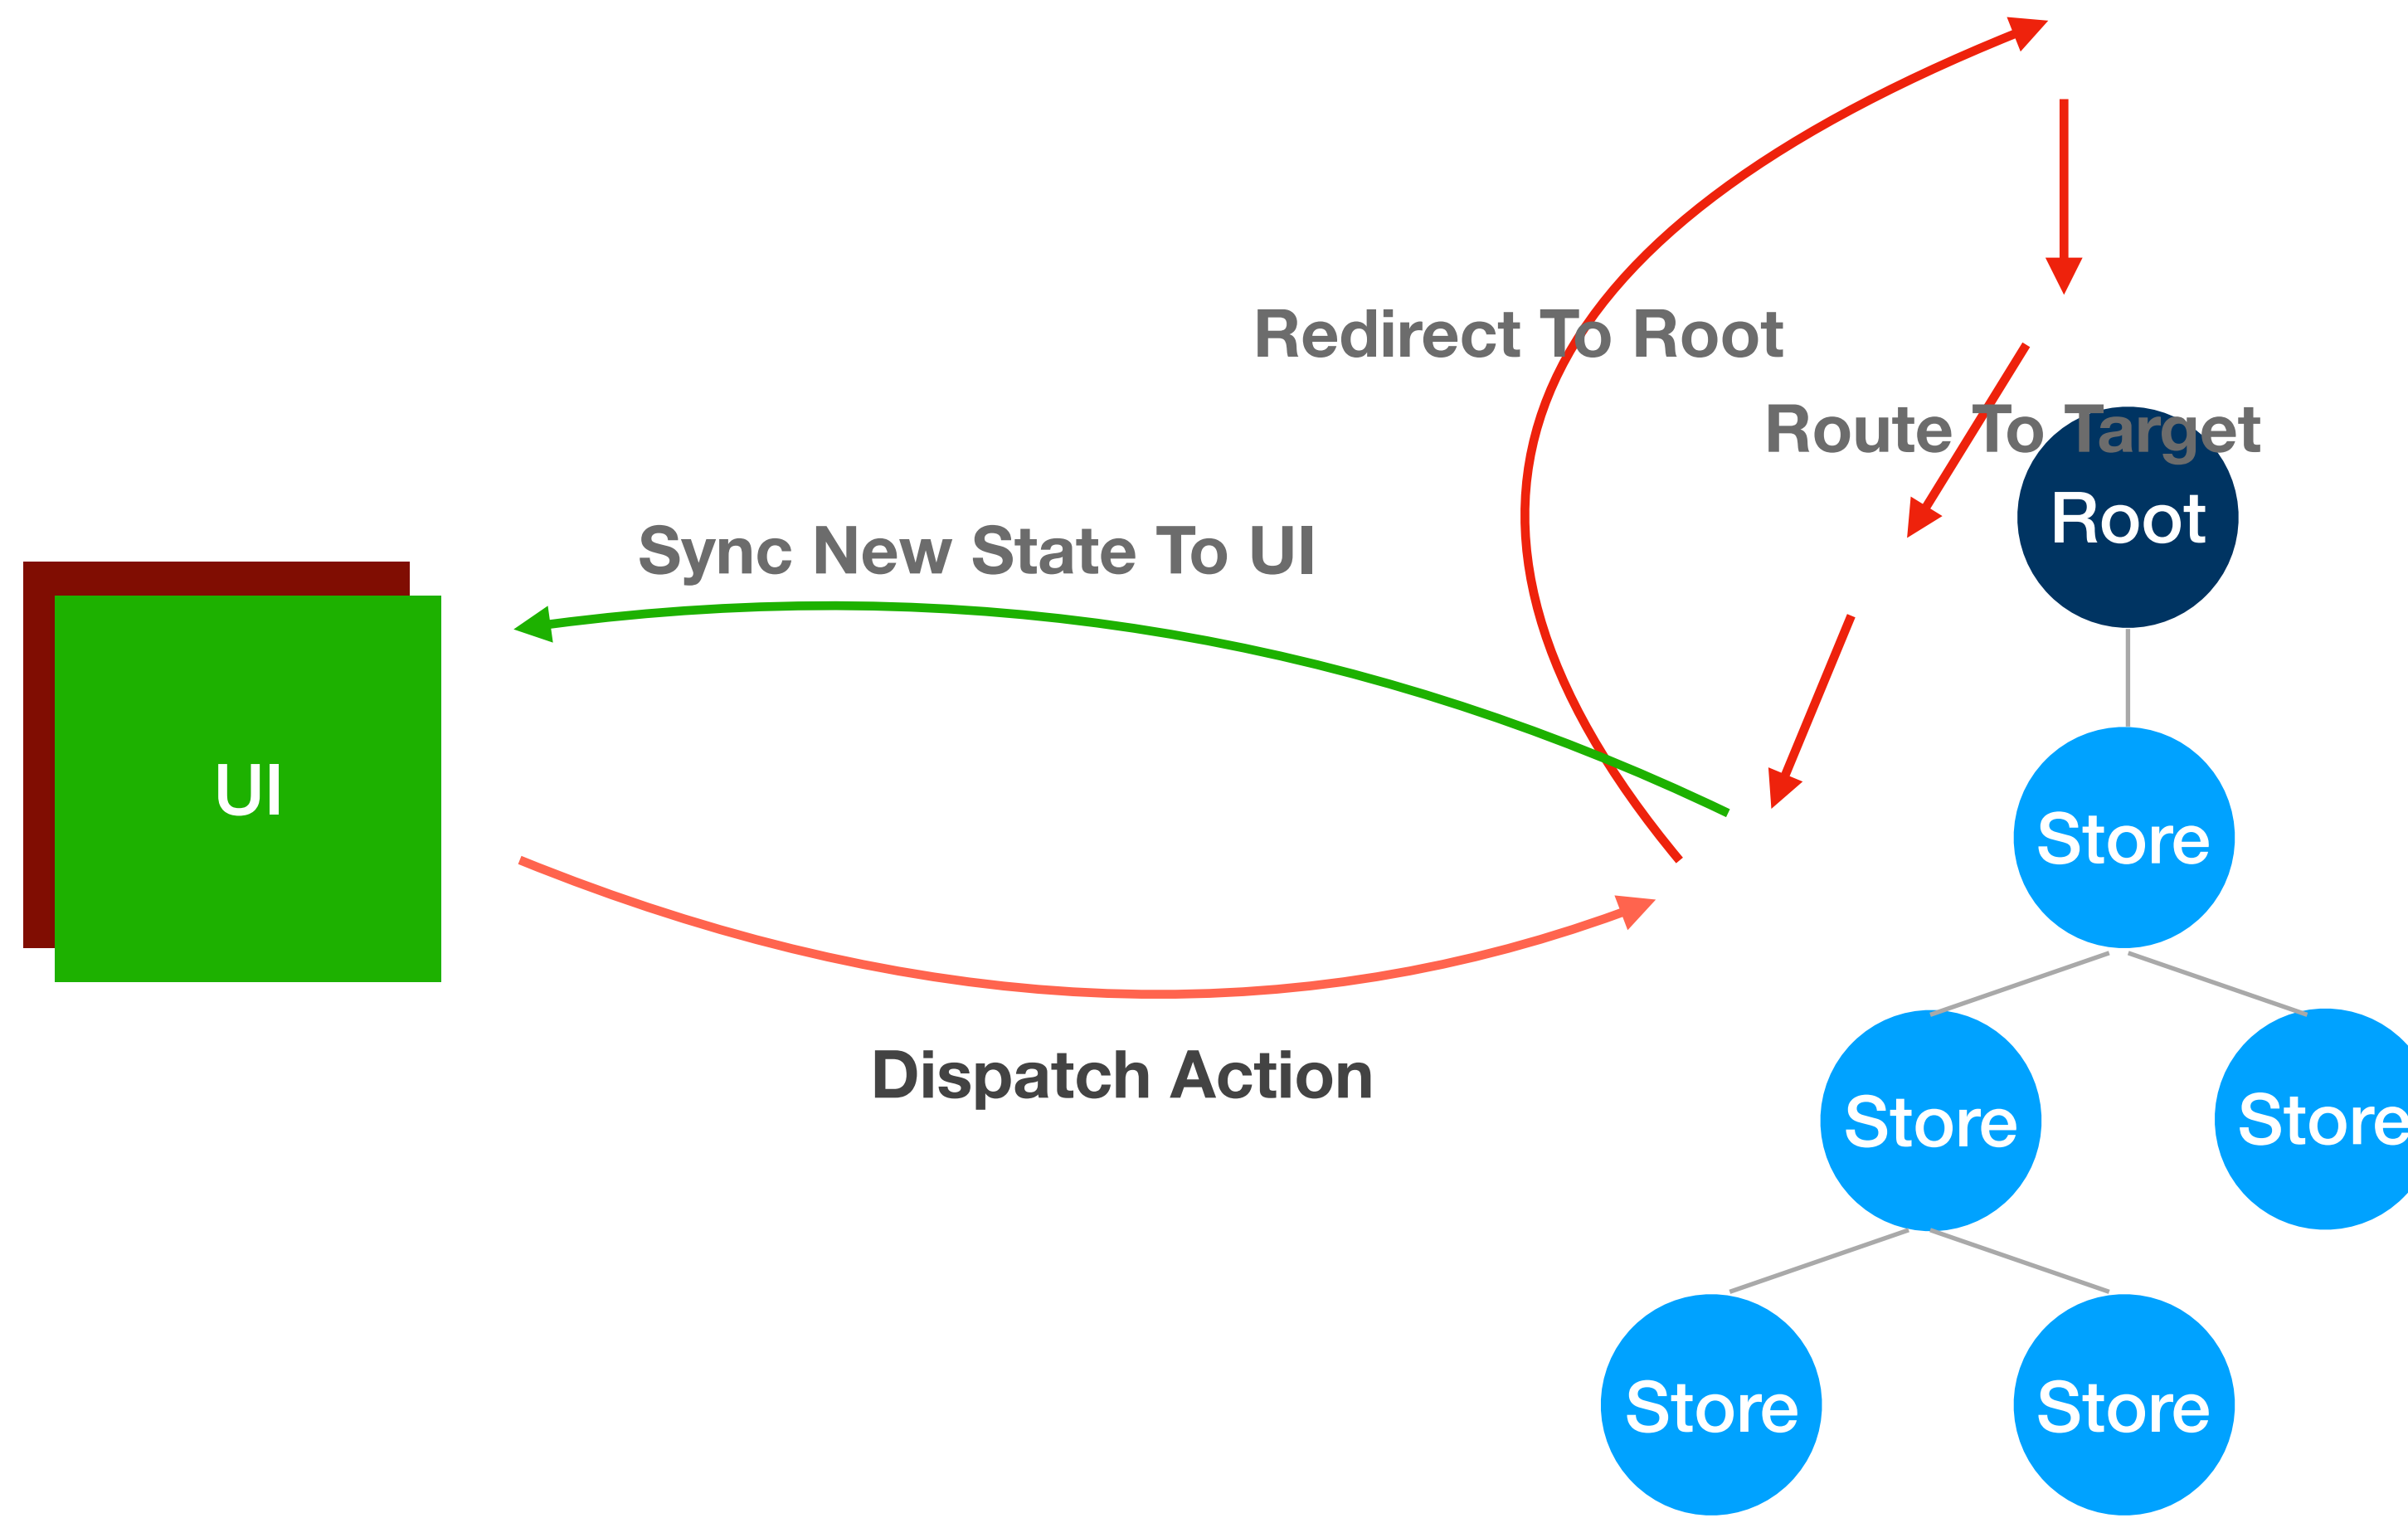 Redirect To Root
Route To Target
Root
Sync New State To UI
UI
Store
Dispatch Action
Store
Store
Store
Store